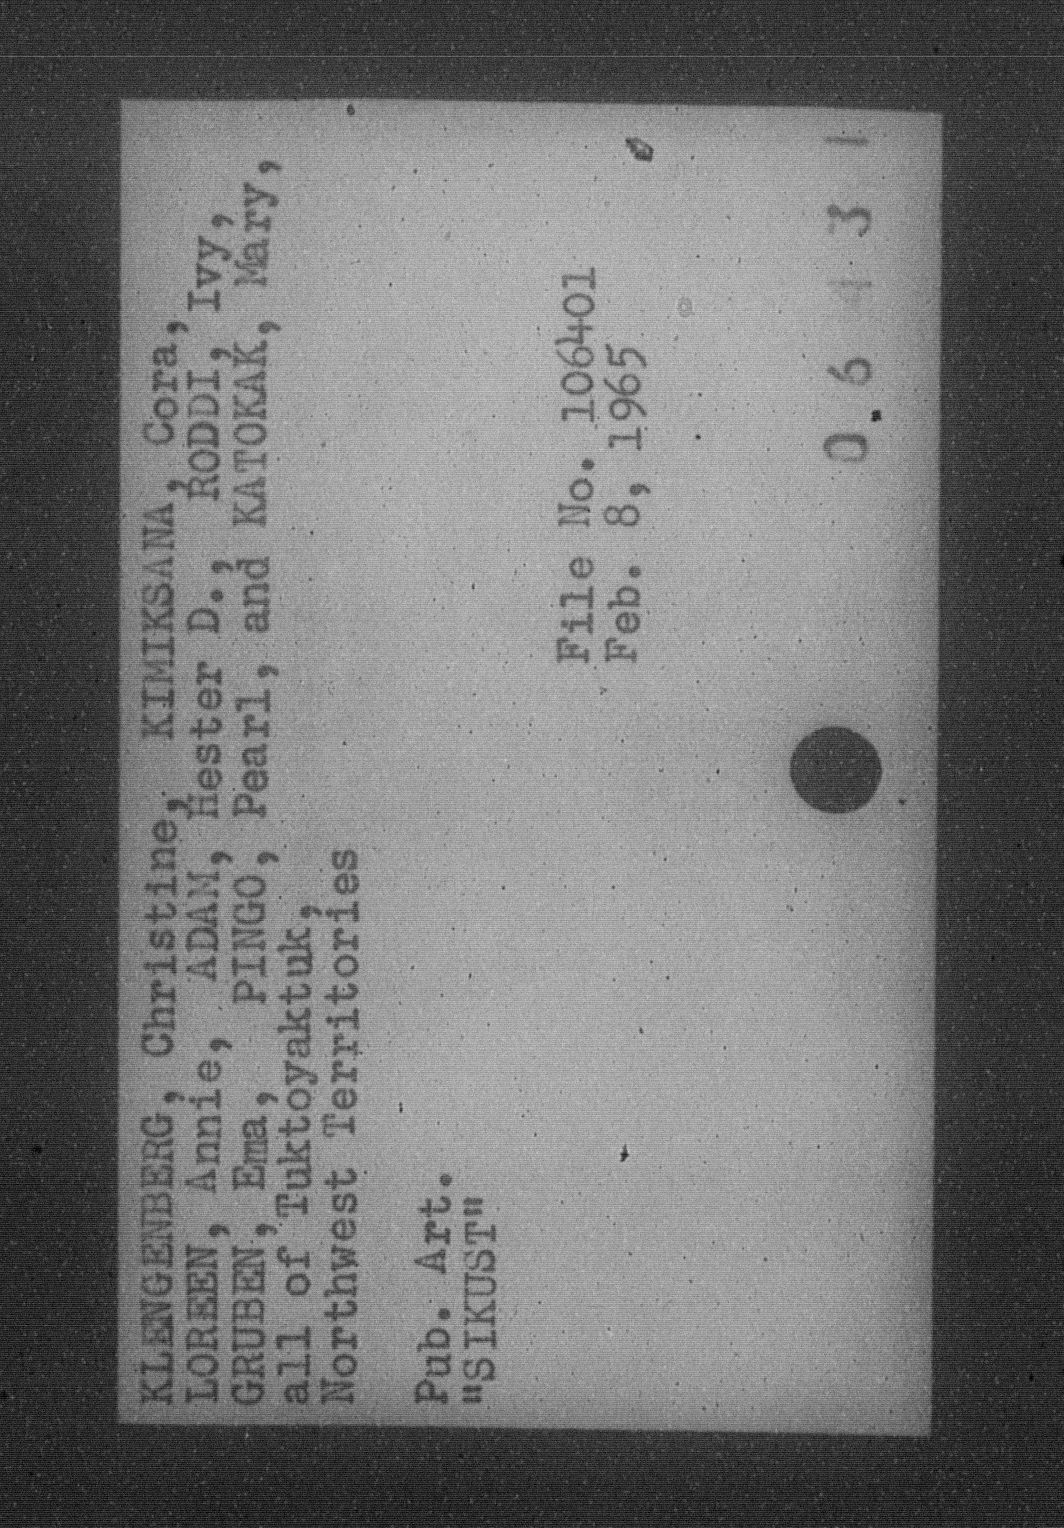 KLENGENBERG, Christine, KIMIKSANA, Cora,
LOREEN, Annie, ADAM, Hester D., RODDI, Ivy,
GRUBEN, Ema, PINGO, Pearl, and KATOKAK, Mary,
all of Tuktoyaktuk,
Northwest Territories
Pub. Art.
"SIKUST"
File No. 106401
Feb. 8, 1965
0 6 4 3 1